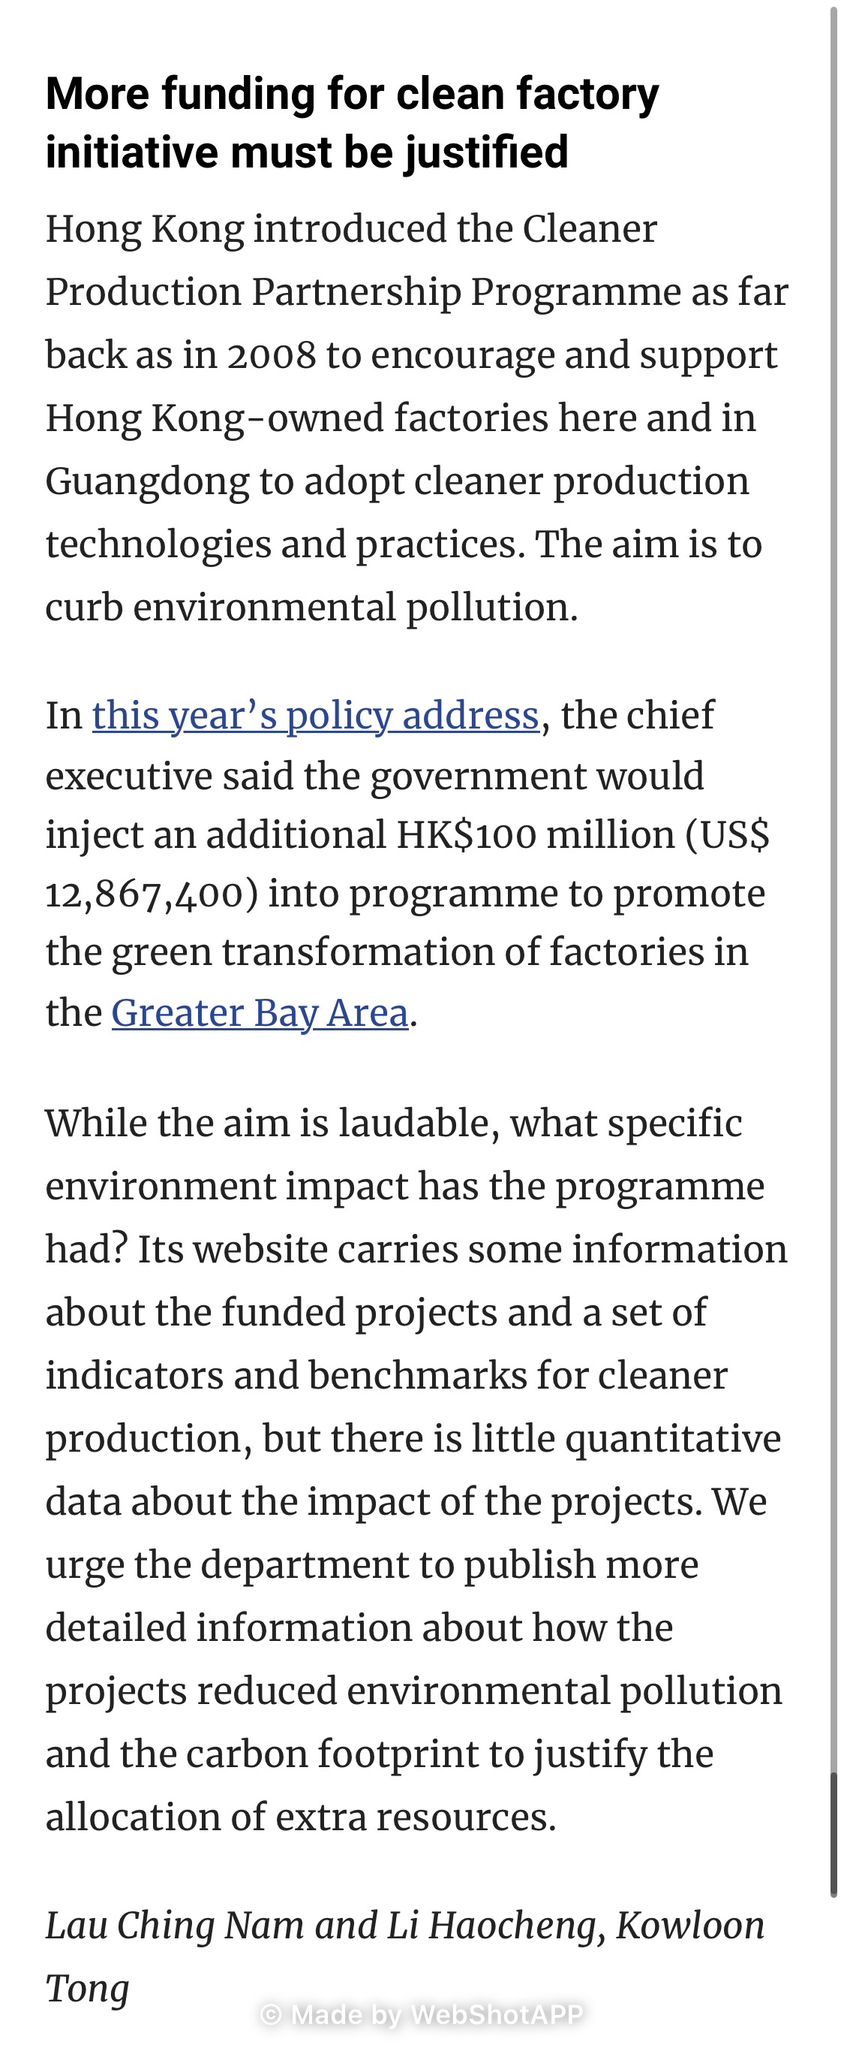 More funding for clean factory
initiative must be justified
Hong Kong introduced the Cleaner
Production Partnership Programme as far
back as in 2008 to encourage and support
Hong Kong-owned factories here and in
Guangdong to adopt cleaner production
technologies and practices. The aim is to
curb environmental pollution.
In this year’s policy address, the chief
executive said the government would
inject an additional HK$100 million (US$
12,867,400) into programme to promote
the green transformation of factories in
the Greater Bay Area.
While the aim is laudable, what specific
environment impact has the programme
had? Its website carries some information
about the funded projects and a set of
indicators and benchmarks for cleaner
production, but there is little quantitative
data about the impact of the projects. We
urge the department to publish more
detailed information about how the
projects reduced environmental pollution
and the carbon footprint to justify the
allocation of extra resources.
Lau Ching Nam and Li Haocheng, Kowloon
Tong
© Made by WebShotAPP